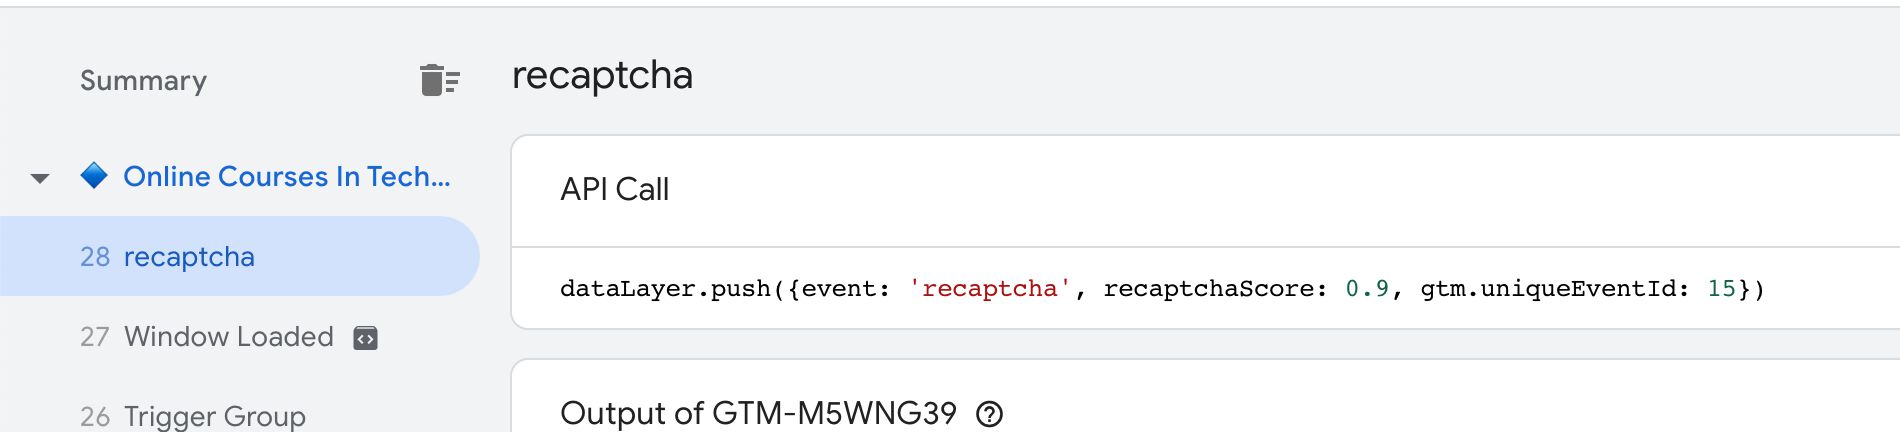 Summary
Online Courses In Tech...
28 recaptcha
27 Window Loaded
26 Trigger Group
recaptcha
API Call
dataLayer.push({event: 'recaptcha', recaptchaScore: 0.9, gtm.uniqueEventId: 15})
Output of GTM-M5WNG39